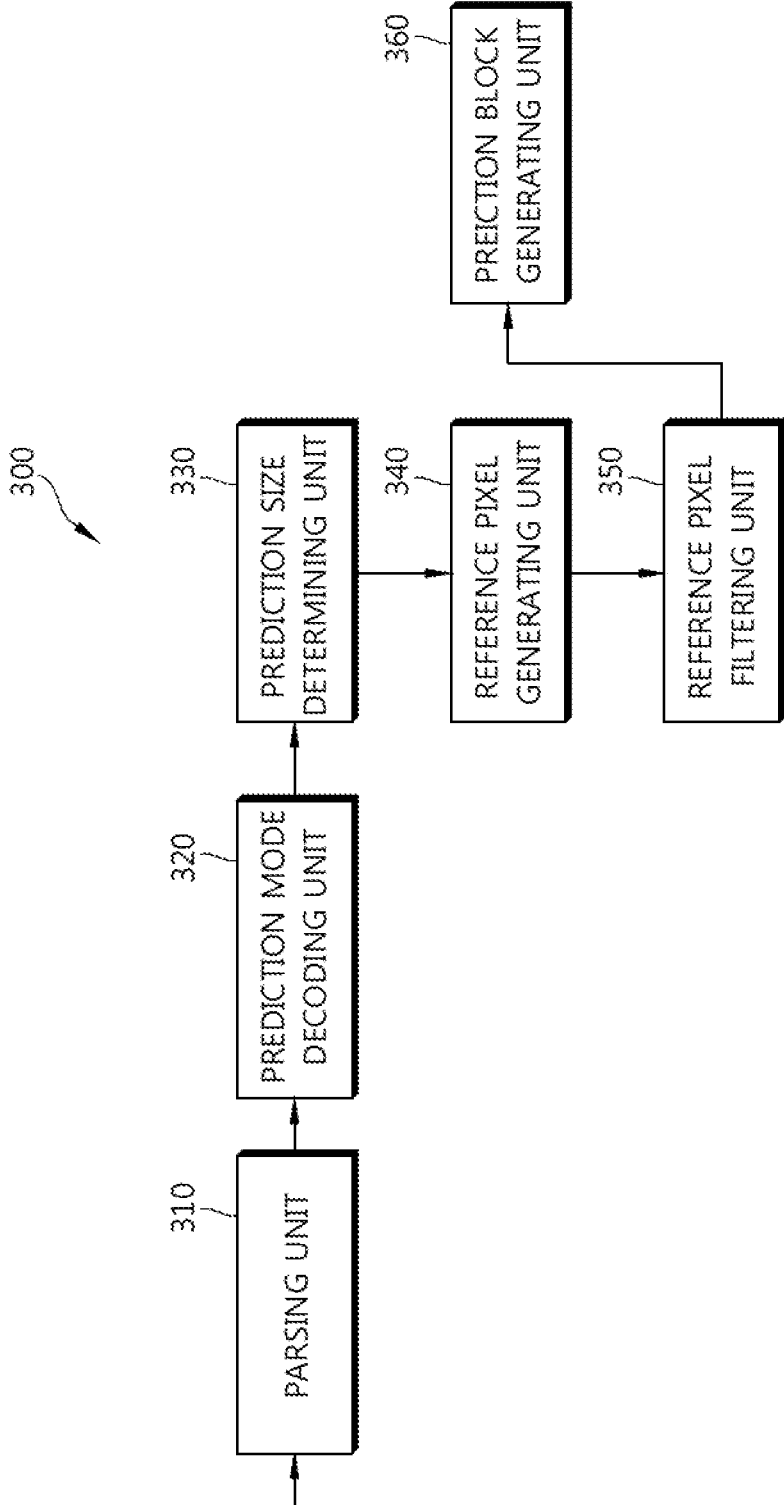 300
310
PARSING UNIT
320
PREDICTION MODE
DECODING UNIT
330
PREDICTION SIZE
DETERMINING UNIT
340
REFERENCE PIXEL
GENERATING UNIT
350
REFERENCE PIXEL
FILTERING UNIT
360
PREICTION BLOCK
GENERATING UNIT